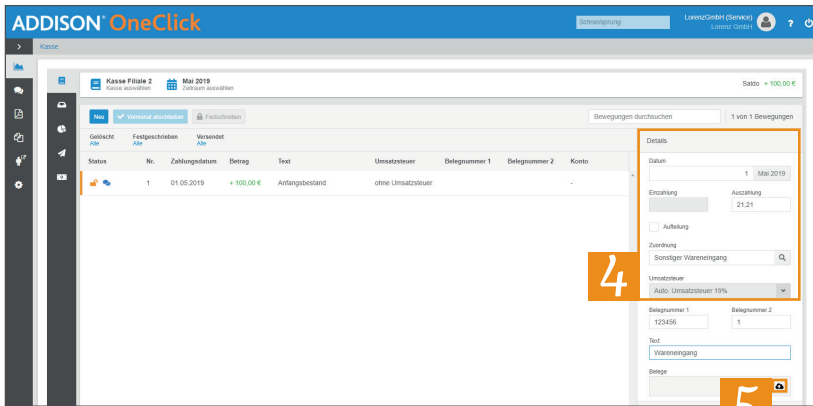 ADDISON OneClick
Schnellsprung
LorenzGmbH (Service)
Lorenz GmbH
?
Kasse
Kasse Filiale 2
Kasse auswählen
Mai 2019
Zeitraum auswählen
Saldo + 100,00 €
Neu
Vormonat abschließen
Festschreiben
Bewegungen durchsuchen
1 von 1 Bewegungen
Gelöscht Festgeschrieben Versendet
Alle Alle Alle
Status Nr. Zahlungsdatum Betrag Text Umsatzsteuer Belegnummer 1 Belegnummer 2 Konto
1 01.05.2019 + 100,00 € Anfangsbestand ohne Umsatzsteuer -
Details
Datum
1 Mai 2019
Einzahlung Auszahlung
21,21
Aufteilung
Zuordnung
Sonstiger Wareneingang
Umsatzsteuer
Auto. Umsatzsteuer 19%
4
Belegnummer 1 Belegnummer 2
123456 1
Text
Wareneingang
Belege
5